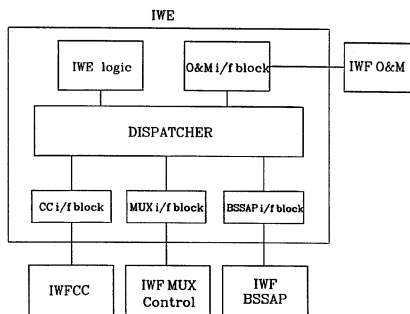 IWE
IWE logic
O&M i/f block
IWF O&M
DISPATCHER
CC i/f block
MUX i/f block
BSSAP i/f block
IWFCC
IWF MUX
Control
IWF
BSSAP